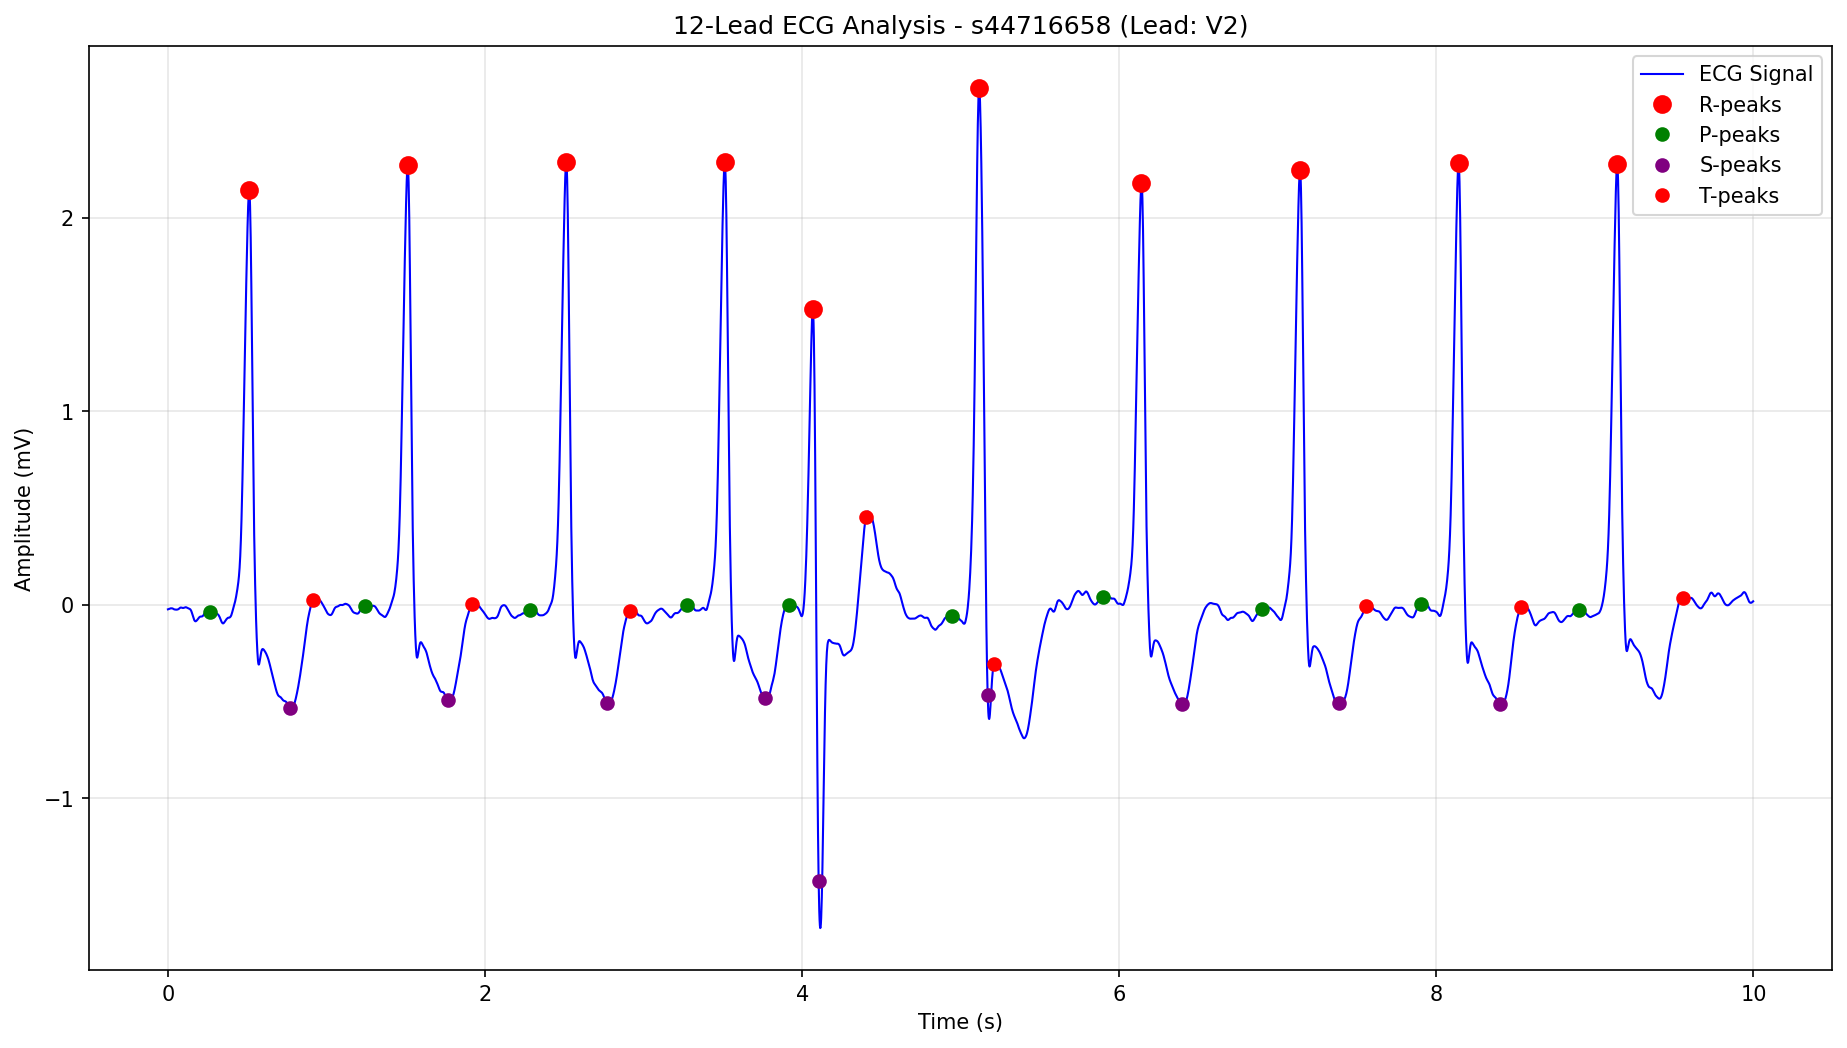 12-Lead ECG Analysis - s44716658 (Lead: V2)
ECG Signal
R-peaks
P-peaks
S-peaks
T-peaks
Amplitude (mV)
2
1
0
−1
0
2
4
6
8
10
Time (s)